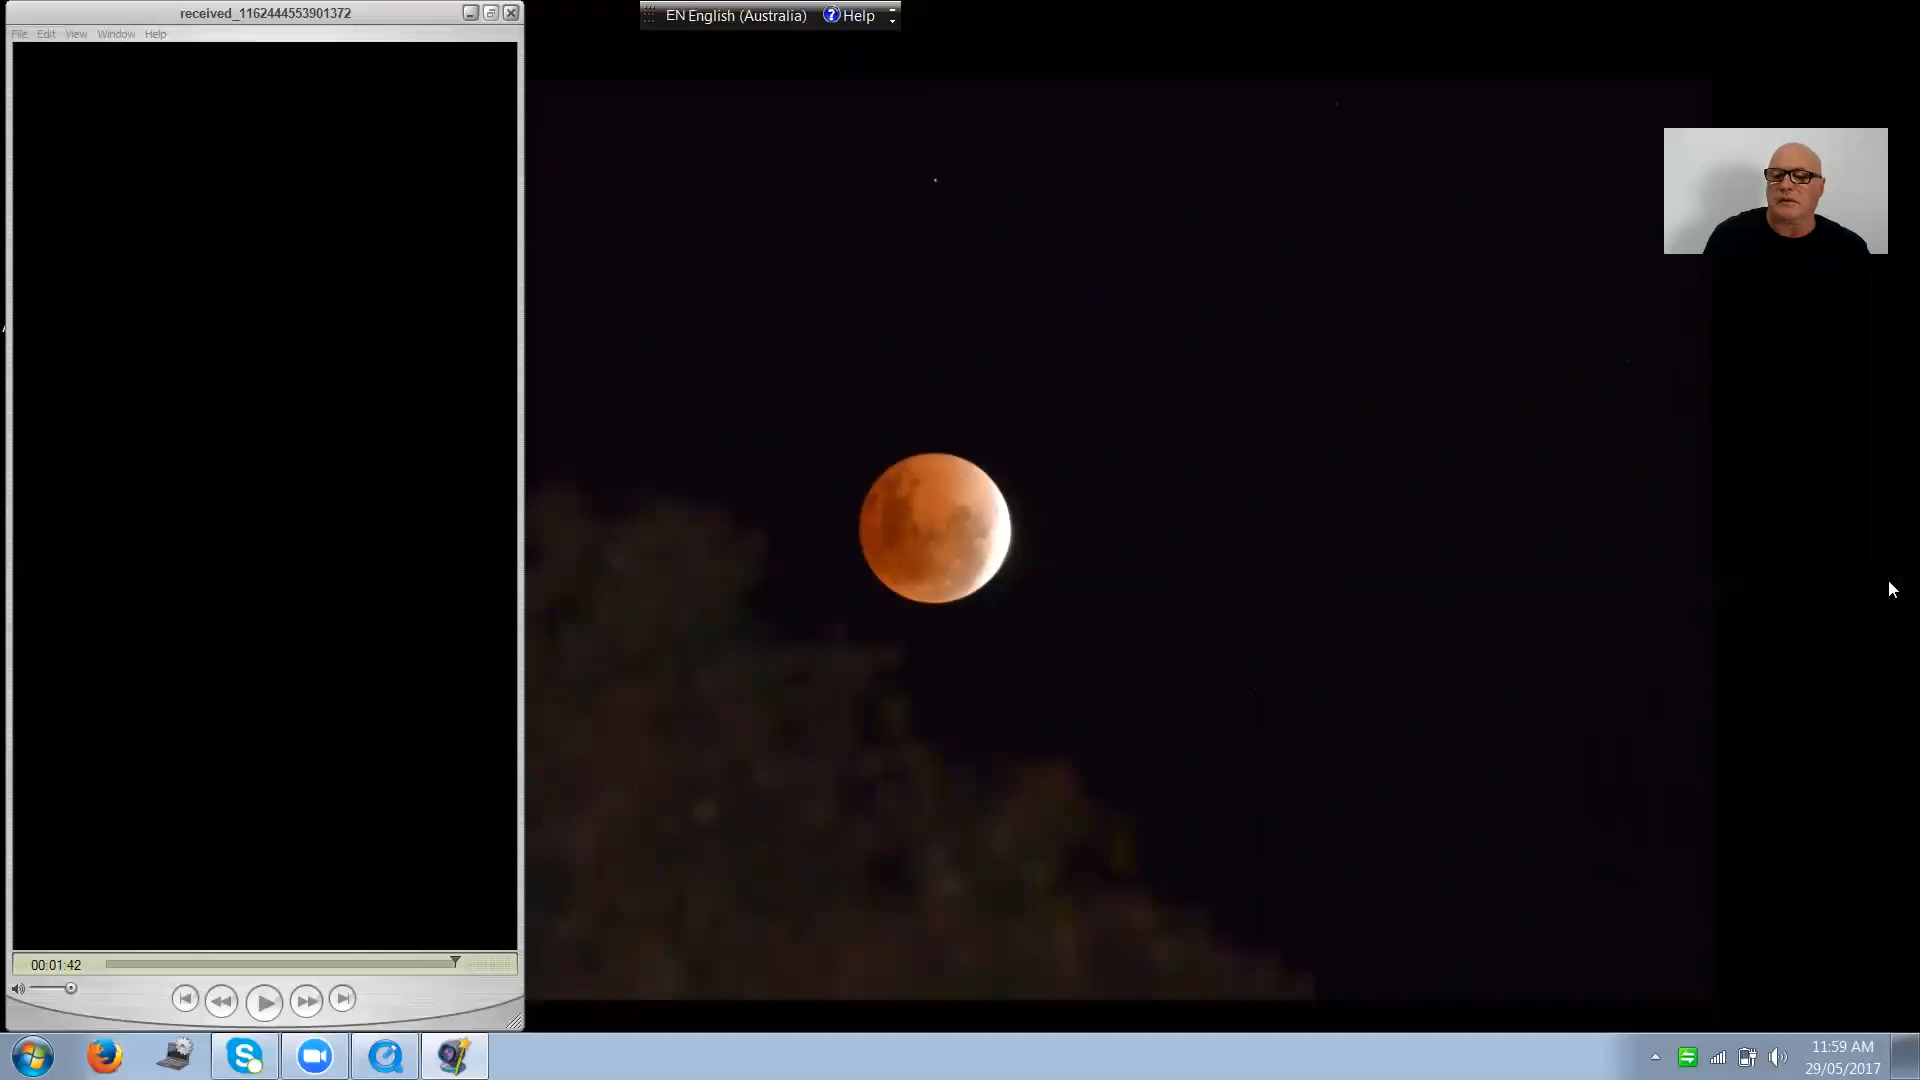 received_1162444553901372
File Edit View Window Help
EN English (Australia) Help
00:01:42
11:59 AM
29/05/2017